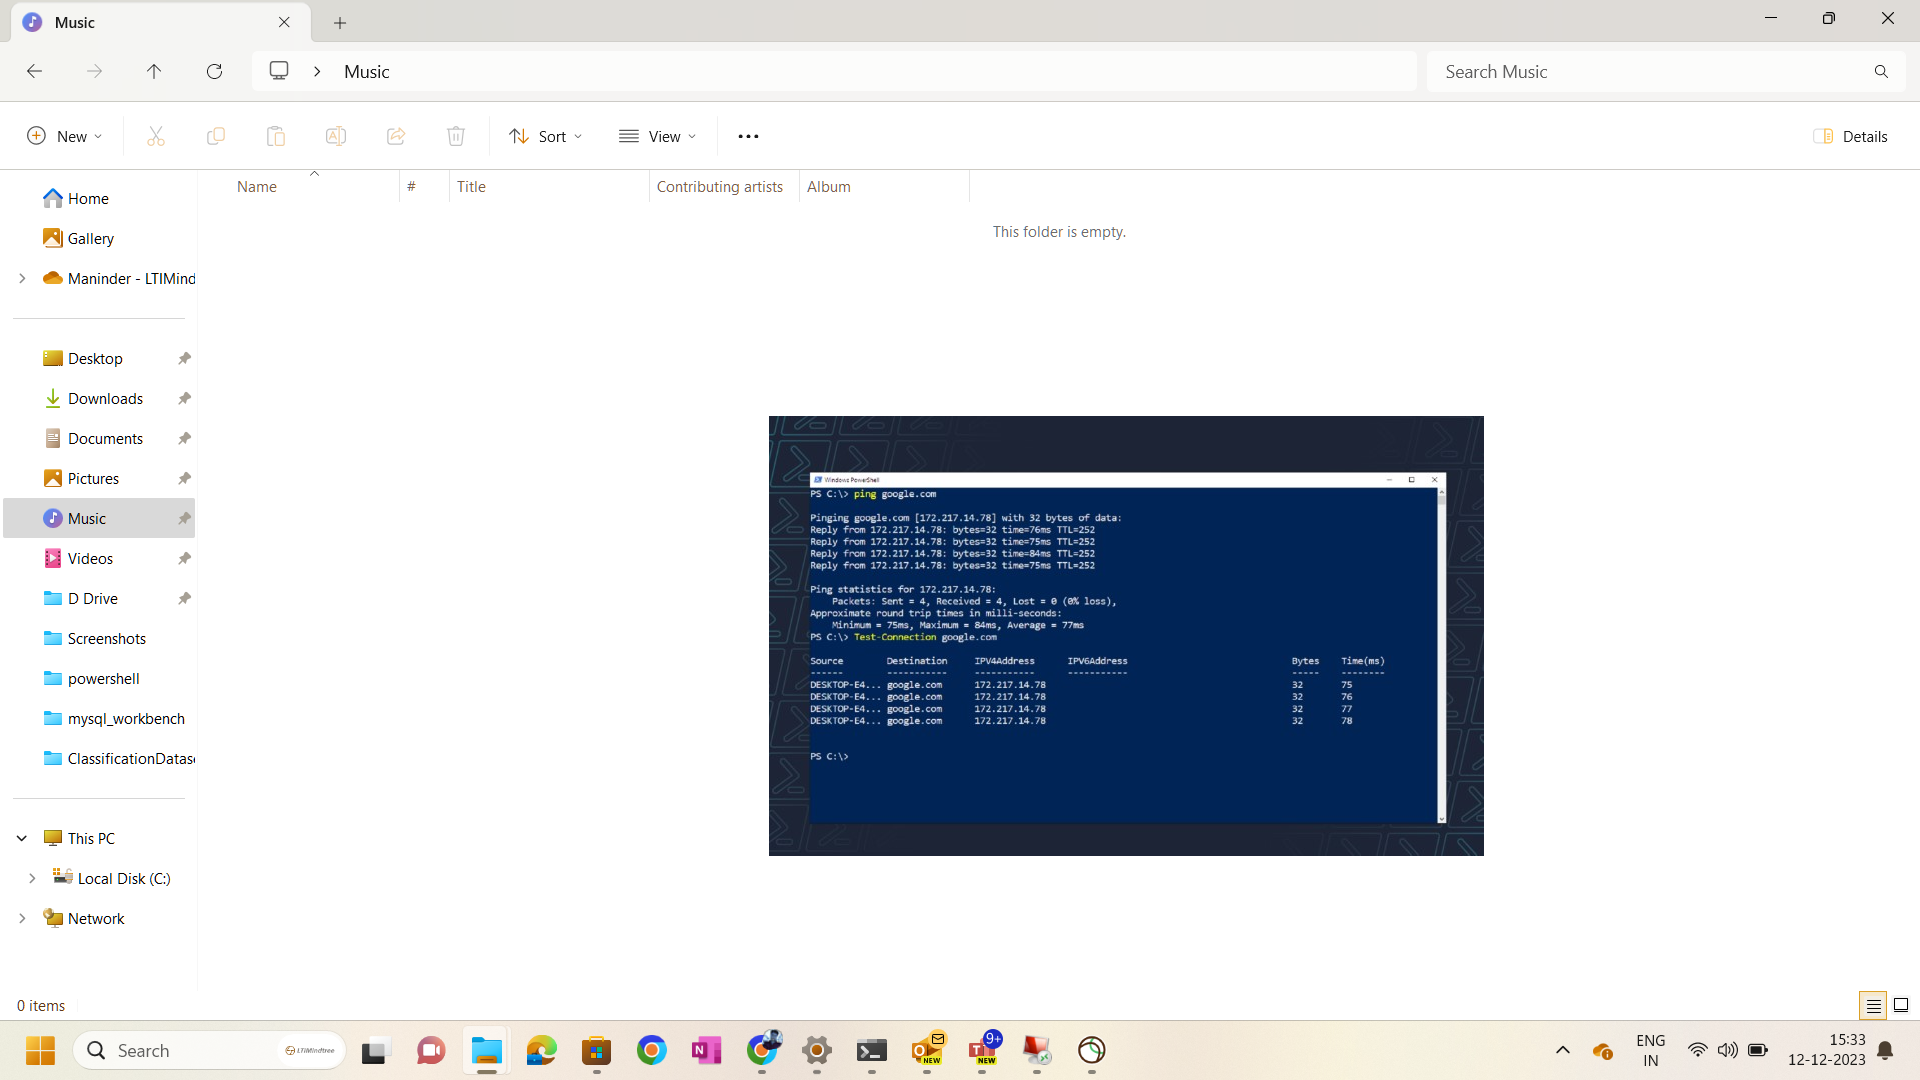 Music
Music
Search Music
New
Sort
View
Details
Name
#
Title
Contributing artists
Album
This folder is empty.
Home
Gallery
Maninder - LTIMind
Desktop
Downloads
Documents
Pictures
Music
Videos
D Drive
Screenshots
powershell
mysql_workbench
ClassificationDatas
This PC
Local Disk (C:)
Network
Windows PowerShell
PS C:\> ping google.com
Pinging google.com [172.217.14.78] with 32 bytes of data:
Reply from 172.217.14.78: bytes=32 time=76ms TTL=252
Reply from 172.217.14.78: bytes=32 time=75ms TTL=252
Reply from 172.217.14.78: bytes=32 time=84ms TTL=252
Reply from 172.217.14.78: bytes=32 time=75ms TTL=252
Ping statistics for 172.217.14.78:
Packets: Sent = 4, Received = 4, Lost = 0 (0% loss),
Approximate round trip times in milli-seconds:
Minimum = 75ms, Maximum = 84ms, Average = 77ms
PS C:\> Test-Connection google.com
Source Destination IPV4Address IPV6Address Bytes Time(ms)
------ ----------- ----------- ----------- ----- --------
DESKTOP-E4... google.com 172.217.14.78 32 75
DESKTOP-E4... google.com 172.217.14.78 32 76
DESKTOP-E4... google.com 172.217.14.78 32 77
DESKTOP-E4... google.com 172.217.14.78 32 78
PS C:\>
0 items
Search
LTIMindtree
N
NEW
9+
T
NEW
ENG
IN
15:33
12-12-2023